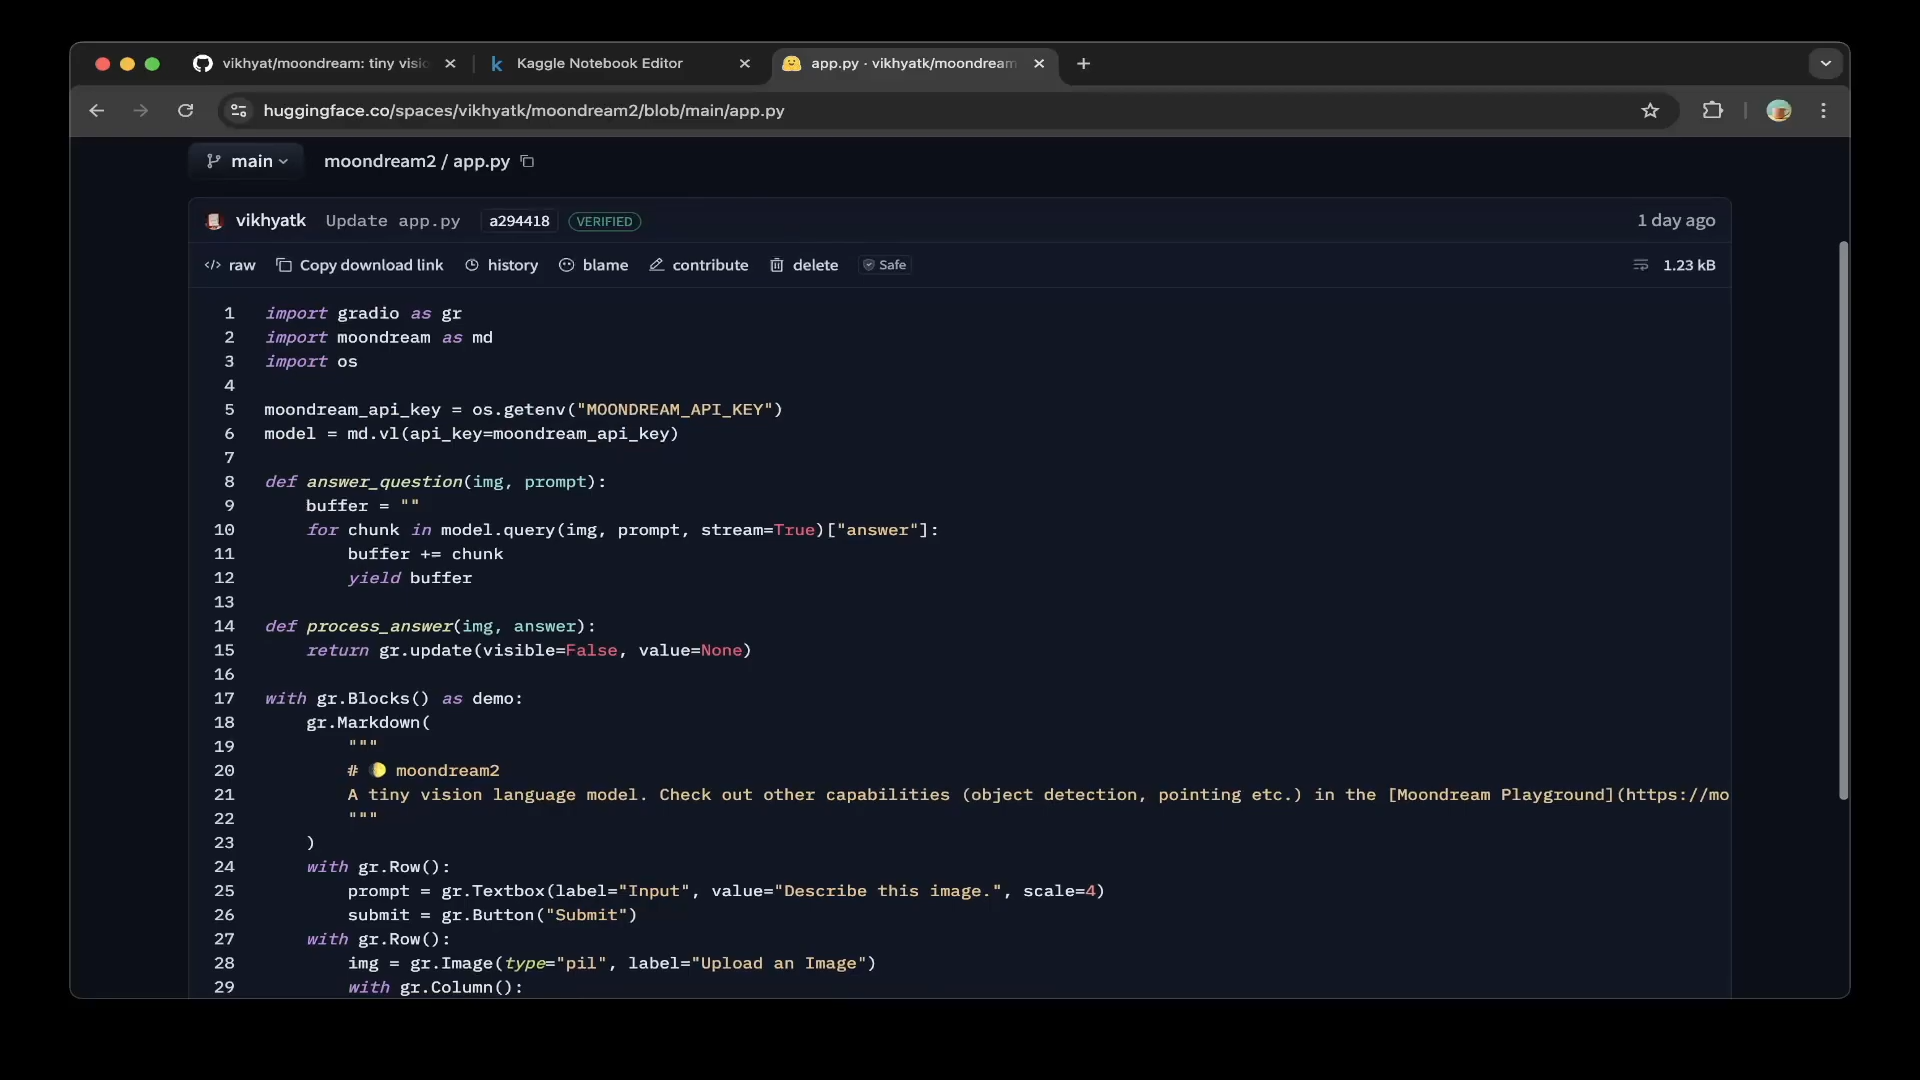 vikhyat/moondream: tiny visio
Kaggle Notebook Editor
app.py · vikhyatk/moondream
huggingface.co/spaces/vikhyatk/moondream2/blob/main/app.py
main
moondream2 / app.py
vikhyatk Update app.py a294418 VERIFIED
1 day ago
raw Copy download link history blame contribute delete Safe
1.23 kB
1 import gradio as gr
2 import moondream as md
3 import os
4
5 moondream_api_key = os.getenv("MOONDREAM_API_KEY")
6 model = md.vl(api_key=moondream_api_key)
7
8 def answer_question(img, prompt):
9     buffer = ""
10     for chunk in model.query(img, prompt, stream=True)["answer"]:
11         buffer += chunk
12         yield buffer
13
14 def process_answer(img, answer):
15     return gr.update(visible=False, value=None)
16
17 with gr.Blocks() as demo:
18     gr.Markdown(
19         """
20         # 🌔 moondream2
21         A tiny vision language model. Check out other capabilities (object detection, pointing etc.) in the [Moondream Playground](https://mo
22         """
23     )
24     with gr.Row():
25         prompt = gr.Textbox(label="Input", value="Describe this image.", scale=4)
26         submit = gr.Button("Submit")
27     with gr.Row():
28         img = gr.Image(type="pil", label="Upload an Image")
29         with gr.Column():